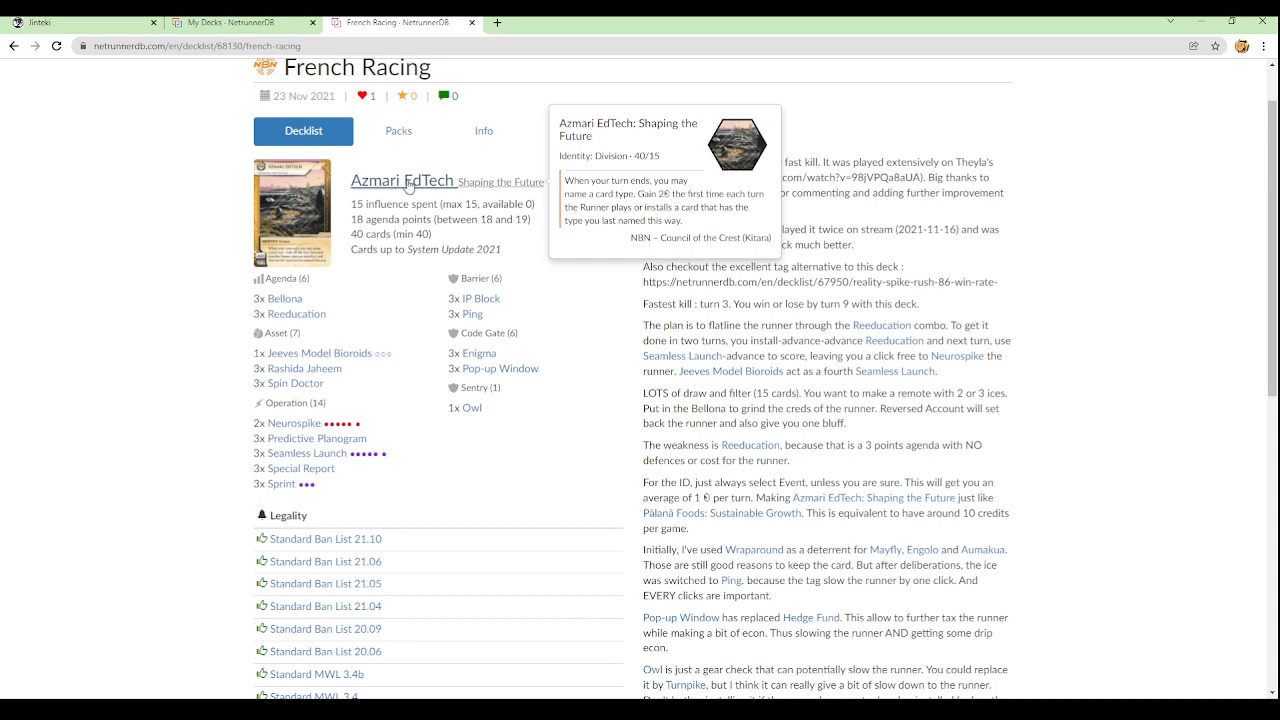 Jinteki
My Decks · NetrunnerDB
French Racing · NetrunnerDB
netrunnerdb.com/en/decklist/68130/french-racing
NBN French Racing
23 Nov 2021 | 1 | 0 | 0
Decklist Packs Info
Azmari EdTech Shaping the Future
15 influence spent (max 15, available 0)
18 agenda points (between 18 and 19)
40 cards (min 40)
Cards up to System Update 2021
Azmari EdTech: Shaping the
Future
Identity: Division · 40/15
When your turn ends, you may
name a card type. Gain 2 the first time each turn
the Runner plays or installs a card that has the
type you last named this way.
NBN – Council of the Crest (Kitara)
Agenda (6)
3x Bellona
3x Reeducation
Asset (7)
1x Jeeves Model Bioroids ○○○
3x Rashida Jaheem
3x Spin Doctor
Operation (14)
2x Neurospike ●●●●● ●
3x Predictive Planogram
3x Seamless Launch ●●●●● ●
3x Special Report
3x Sprint ●●●
Barrier (6)
3x IP Block
3x Ping
Code Gate (6)
3x Enigma
3x Pop-up Window
Sentry (1)
1x Owl
Legality
Standard Ban List 21.10
Standard Ban List 21.06
Standard Ban List 21.05
Standard Ban List 21.04
Standard Ban List 20.09
Standard Ban List 20.06
Standard MWL 3.4b
Standard MWL 3.4
fast kill. It was played extensively on Thoyla's
com/watch?v=98jVPQa8aUA). Big thanks to
or commenting and adding further improvement
layed it twice on stream (2021-11-16) and was
ck much better.
Also checkout the excellent tag alternative to this deck :
https://netrunnerdb.com/en/decklist/67950/reality-spike-rush-86-win-rate-
Fastest kill : turn 3. You win or lose by turn 9 with this deck.
The plan is to flatline the runner through the Reeducation combo. To get it
done in two turns, you install-advance-advance Reeducation and next turn, use
Seamless Launch-advance to score, leaving you a click free to Neurospike the
runner. Jeeves Model Bioroids act as a fourth Seamless Launch.
LOTS of draw and filter (15 cards). You want to make a remote with 2 or 3 ices.
Put in the Bellona to grind the creds of the runner. Reversed Account will set
back the runner and also give you one bluff.
The weakness is Reeducation, because that is a 3 points agenda with NO
defences or cost for the runner.
For the ID, just always select Event, unless you are sure. This will get you an
average of 1 per turn. Making Azmari EdTech: Shaping the Future just like
Pālanā Foods: Sustainable Growth. This is equivalent to have around 10 credits
per game.
Initially, I've used Wraparound as a deterrent for Mayfly, Engolo and Aumakua.
Those are still good reasons to keep the card. But after deliberations, the ice
was switched to Ping. because the tag slow the runner by one click. And
EVERY clicks are important.
Pop-up Window has replaced Hedge Fund. This allow to further tax the runner
while making a bit of econ. Thus slowing the runner AND getting some drip
econ.
Owl is just a gear check that can potentially slow the runner. You could replace
it by Turnpike, but I think it can really give a bit of slow down to the runner.